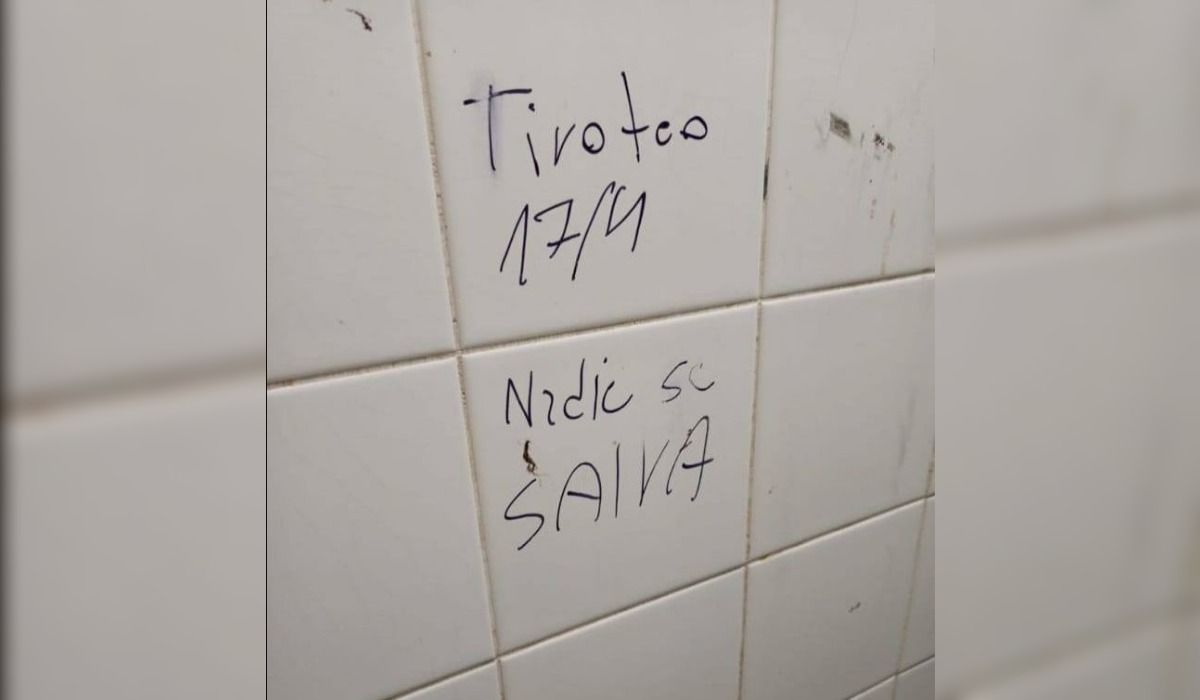 Tiroteo
17/4
Nadie se
SALVA